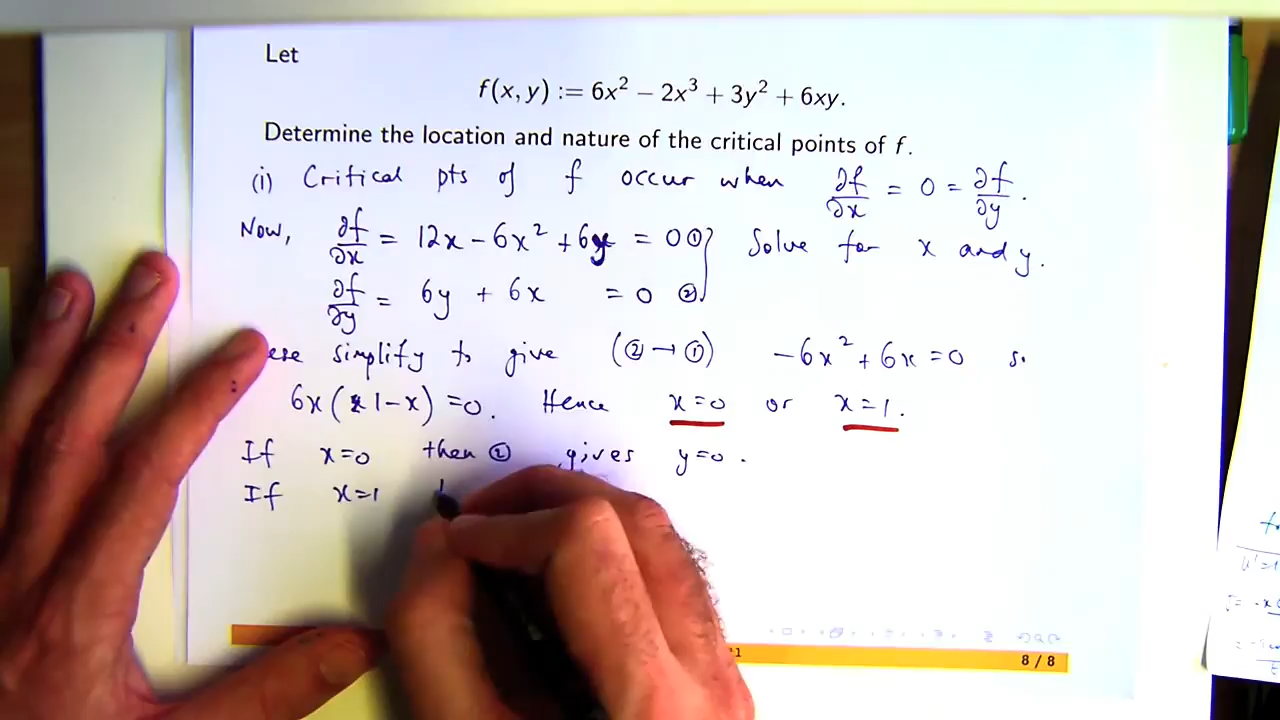 Let
f(x, y) := 6x² − 2x³ + 3y² + 6xy.
Determine the location and nature of the critical points of f.
(i) Critical pts of f occur when ∂f/∂x = 0 = ∂f/∂y.
Now, ∂f/∂x = 12x − 6x² + 6y = 0 ① } Solve for x and y.
∂f/∂y = 6y + 6x = 0 ②
simplify to give (② → ①) −6x² + 6x = 0 so
6x(1−x) = 0. Hence x=0 or x=1.
If x=0 then ② gives y=0.
If x=1
8 / 8